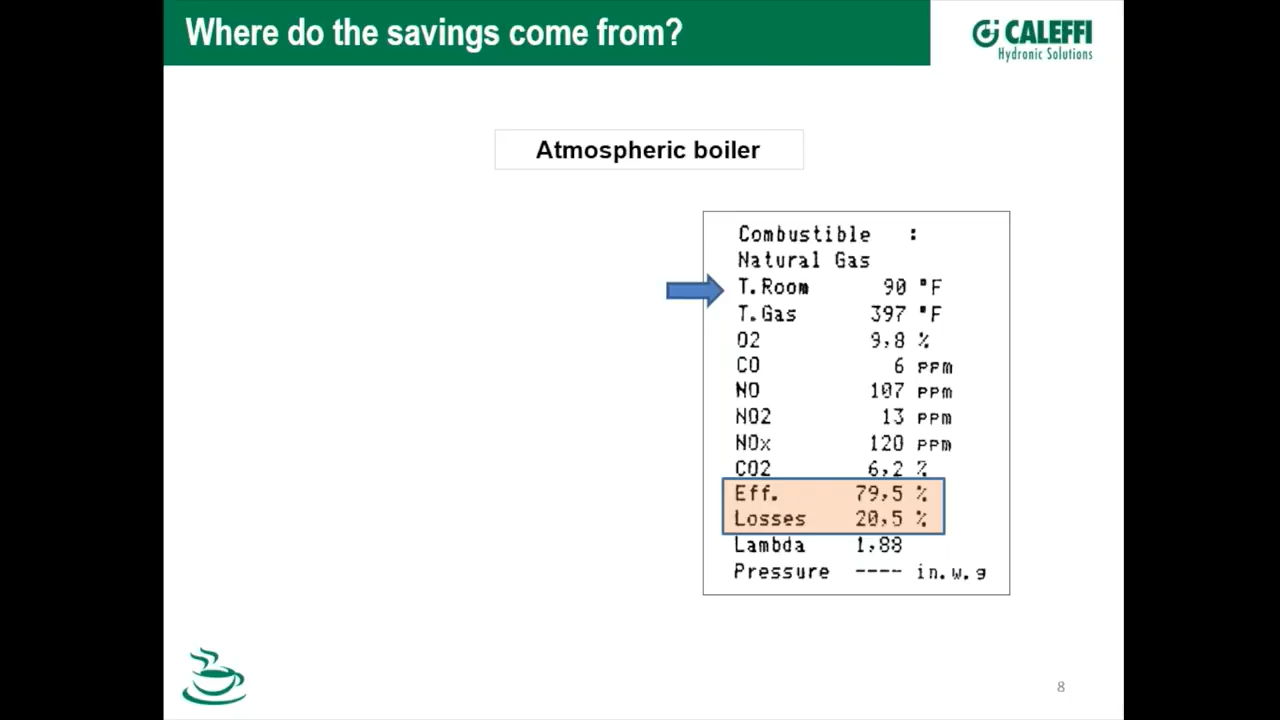 Where do the savings come from?
CALEFFI
Hydronic Solutions
Atmospheric boiler
Combustible :
Natural Gas
T.Room 90 °F
T.Gas 397 °F
O2 9,8 %
CO 6 ppm
NO 107 ppm
NO2 13 ppm
NOx 120 ppm
CO2 6,2 %
Eff. 79,5 %
Losses 20,5 %
Lambda 1,88
Pressure ---- in.w.g
8